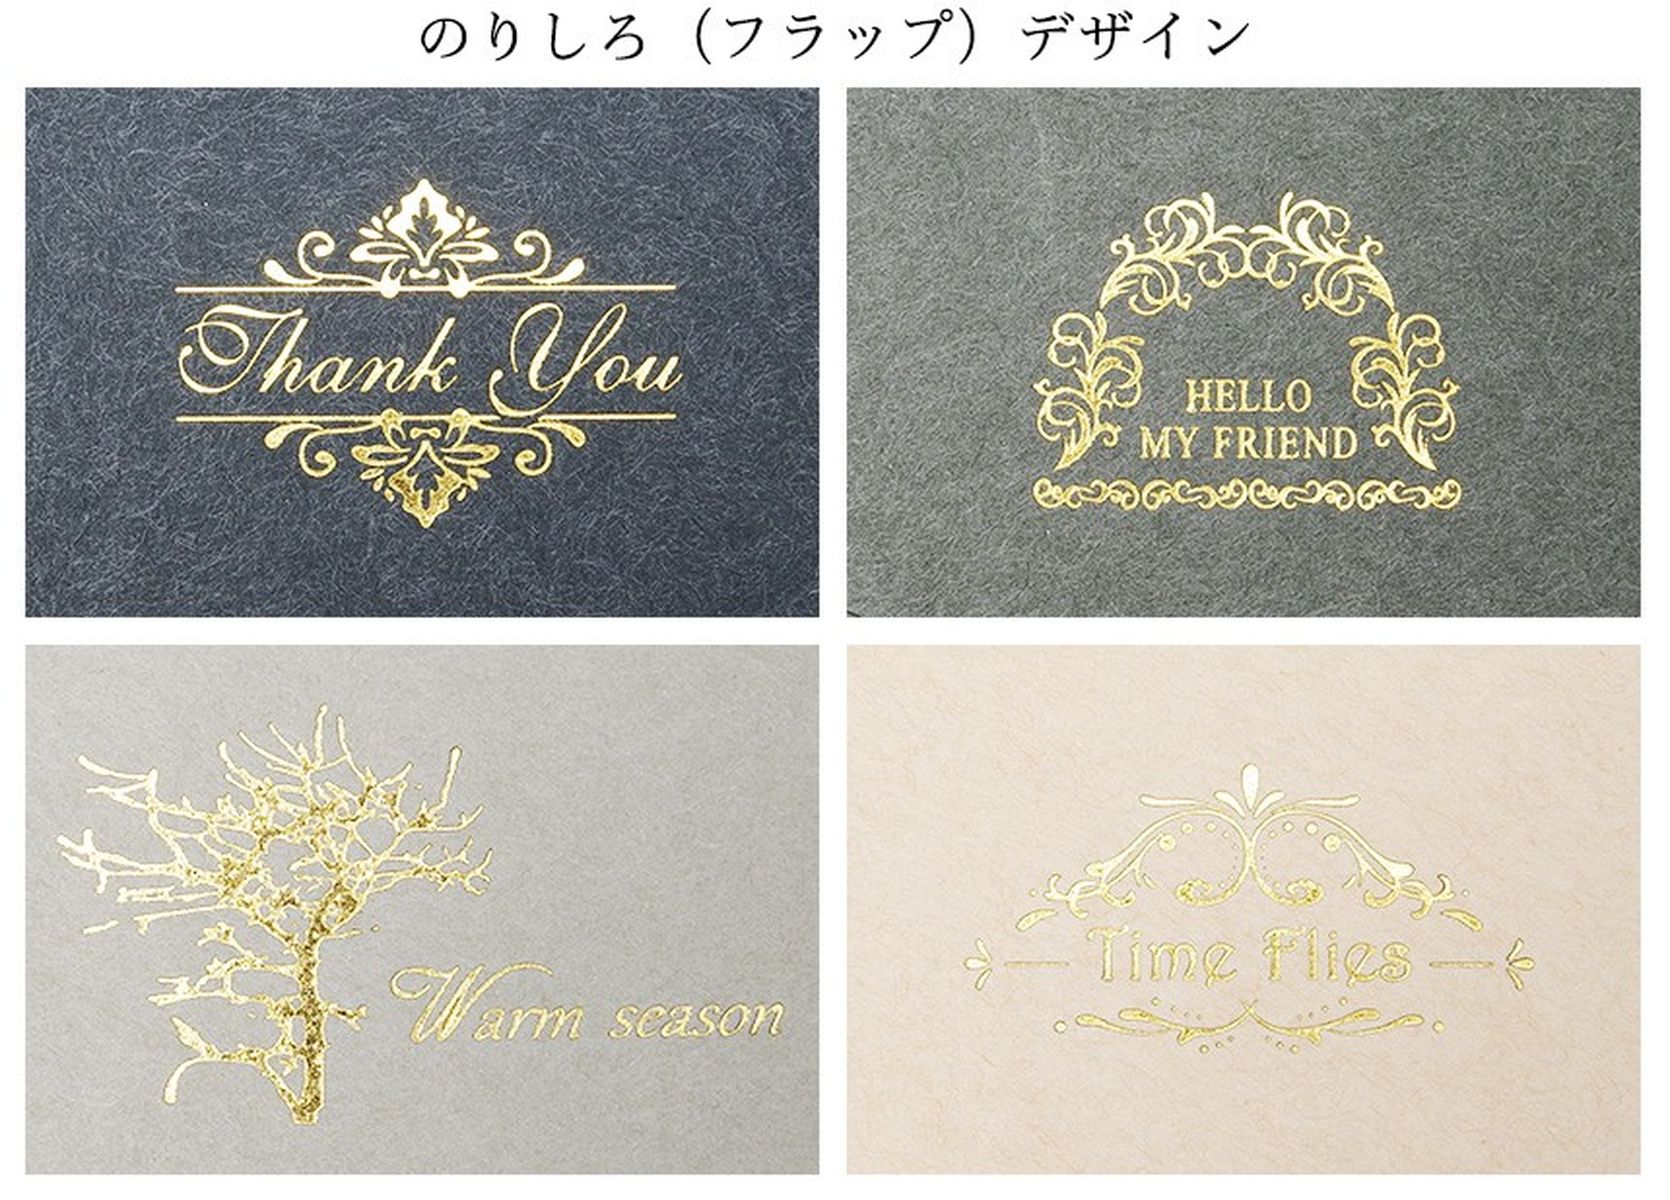 のりしろ（フラップ）デザイン
Thank You
HELLO
MY FRIEND
Warm season
Time Flies